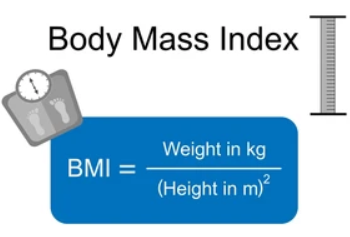 Body Mass Index
BMI = Weight in kg
(Height in m)²